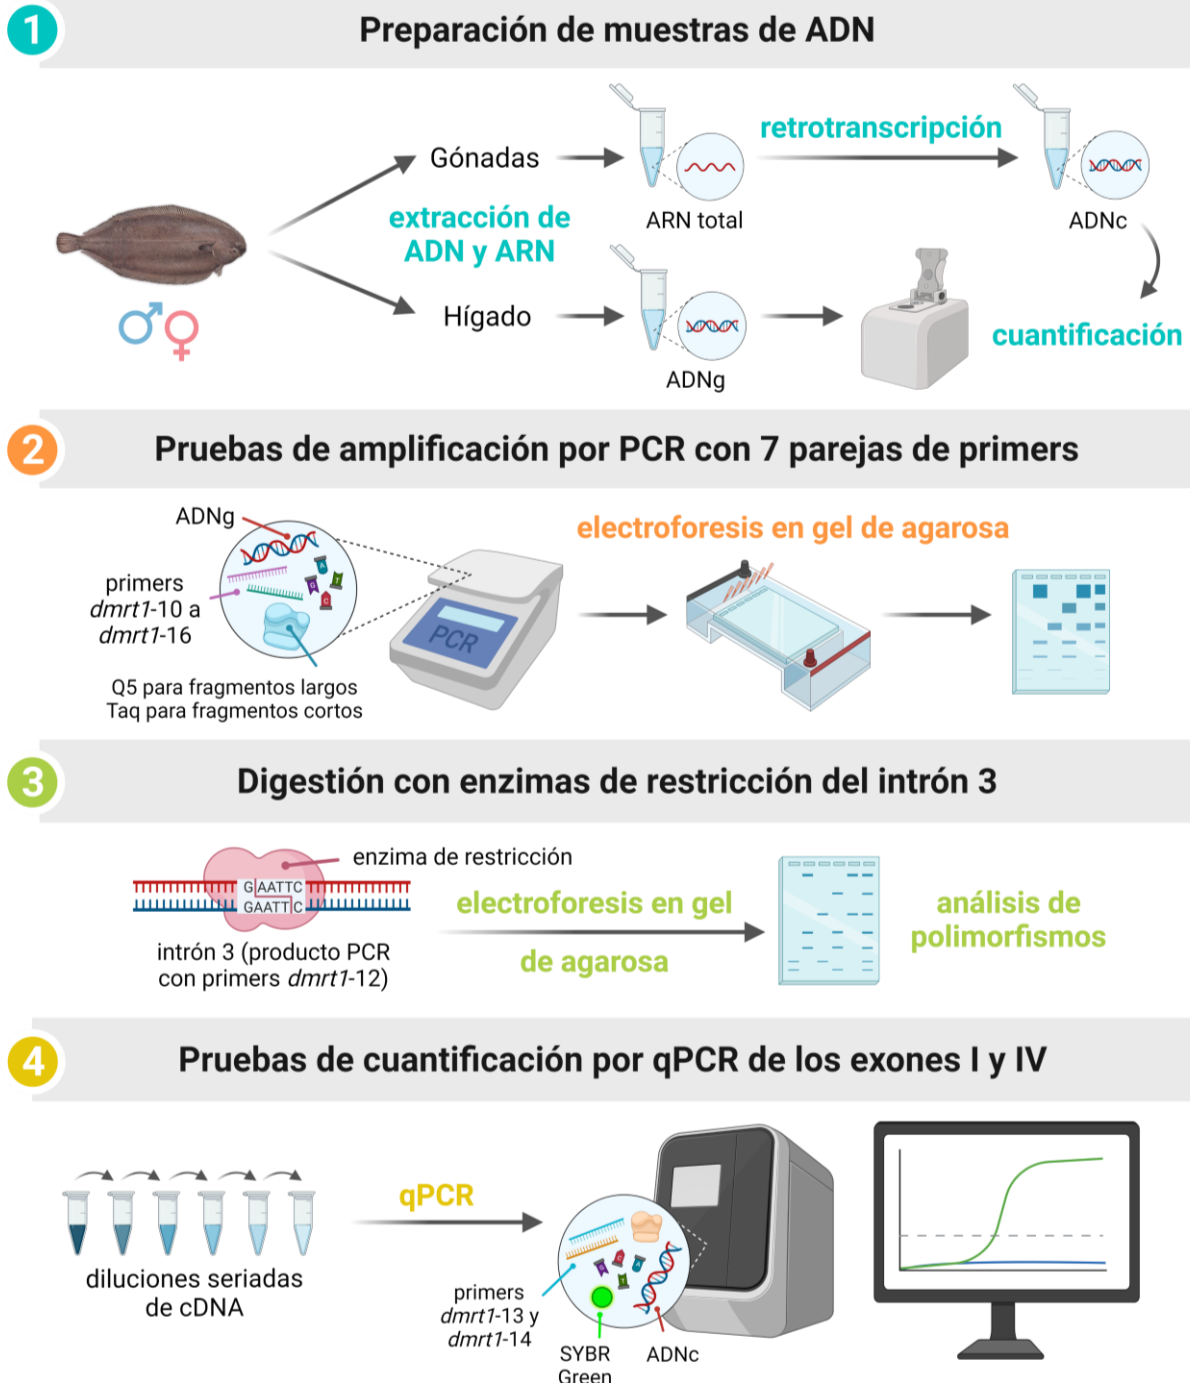 1
Preparación de muestras de ADN
Gónadas
retrotranscripción
extracción de
ADN y ARN
ARN total
ADNc
Hígado
ADNg
cuantificación
2
Pruebas de amplificación por PCR con 7 parejas de primers
ADNg
electroforesis en gel de agarosa
primers
dmrt1-10 a
dmrt1-16
G
A
C
T
PCR
Q5 para fragmentos largos
Taq para fragmentos cortos
3
Digestión con enzimas de restricción del intrón 3
enzima de restricción
GAATTC
GAATTC
intrón 3 (producto PCR
con primers dmrt1-12)
electroforesis en gel
de agarosa
análisis de
polimorfismos
4
Pruebas de cuantificación por qPCR de los exones I y IV
qPCR
diluciones seriadas
de cDNA
primers
dmrt1-13 y
dmrt1-14
G
C
A
T
SYBR
Green
ADNc